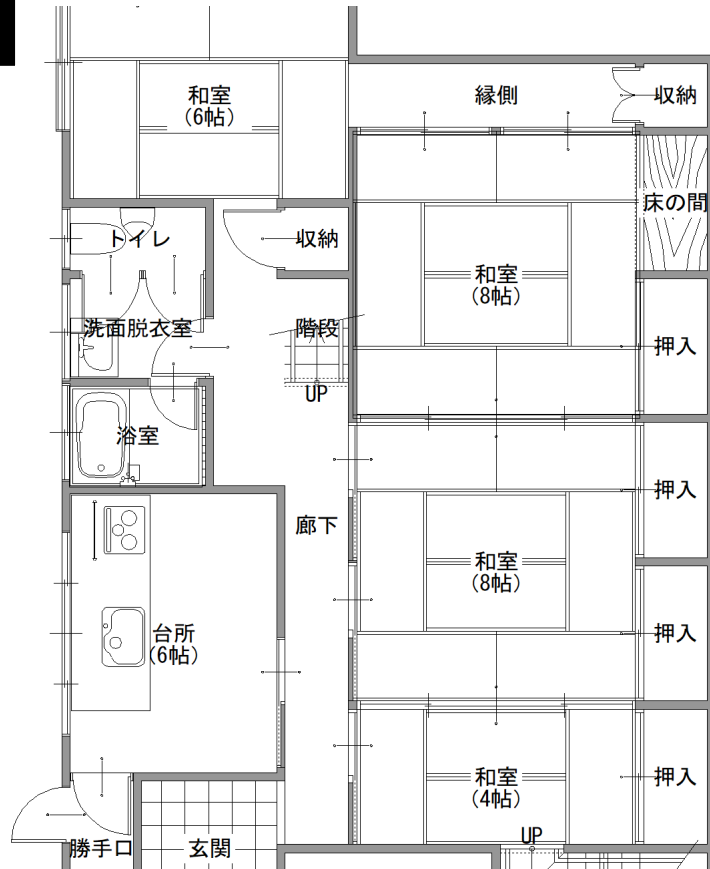 和室
(6帖)
縁側
収納
床の間
トイレ
収納
和室
(8帖)
洗面脱衣室
階段
押入
UP
浴室
押入
廊下
和室
(8帖)
台所
(6帖)
押入
和室
(4帖)
押入
UP
勝手口
玄関